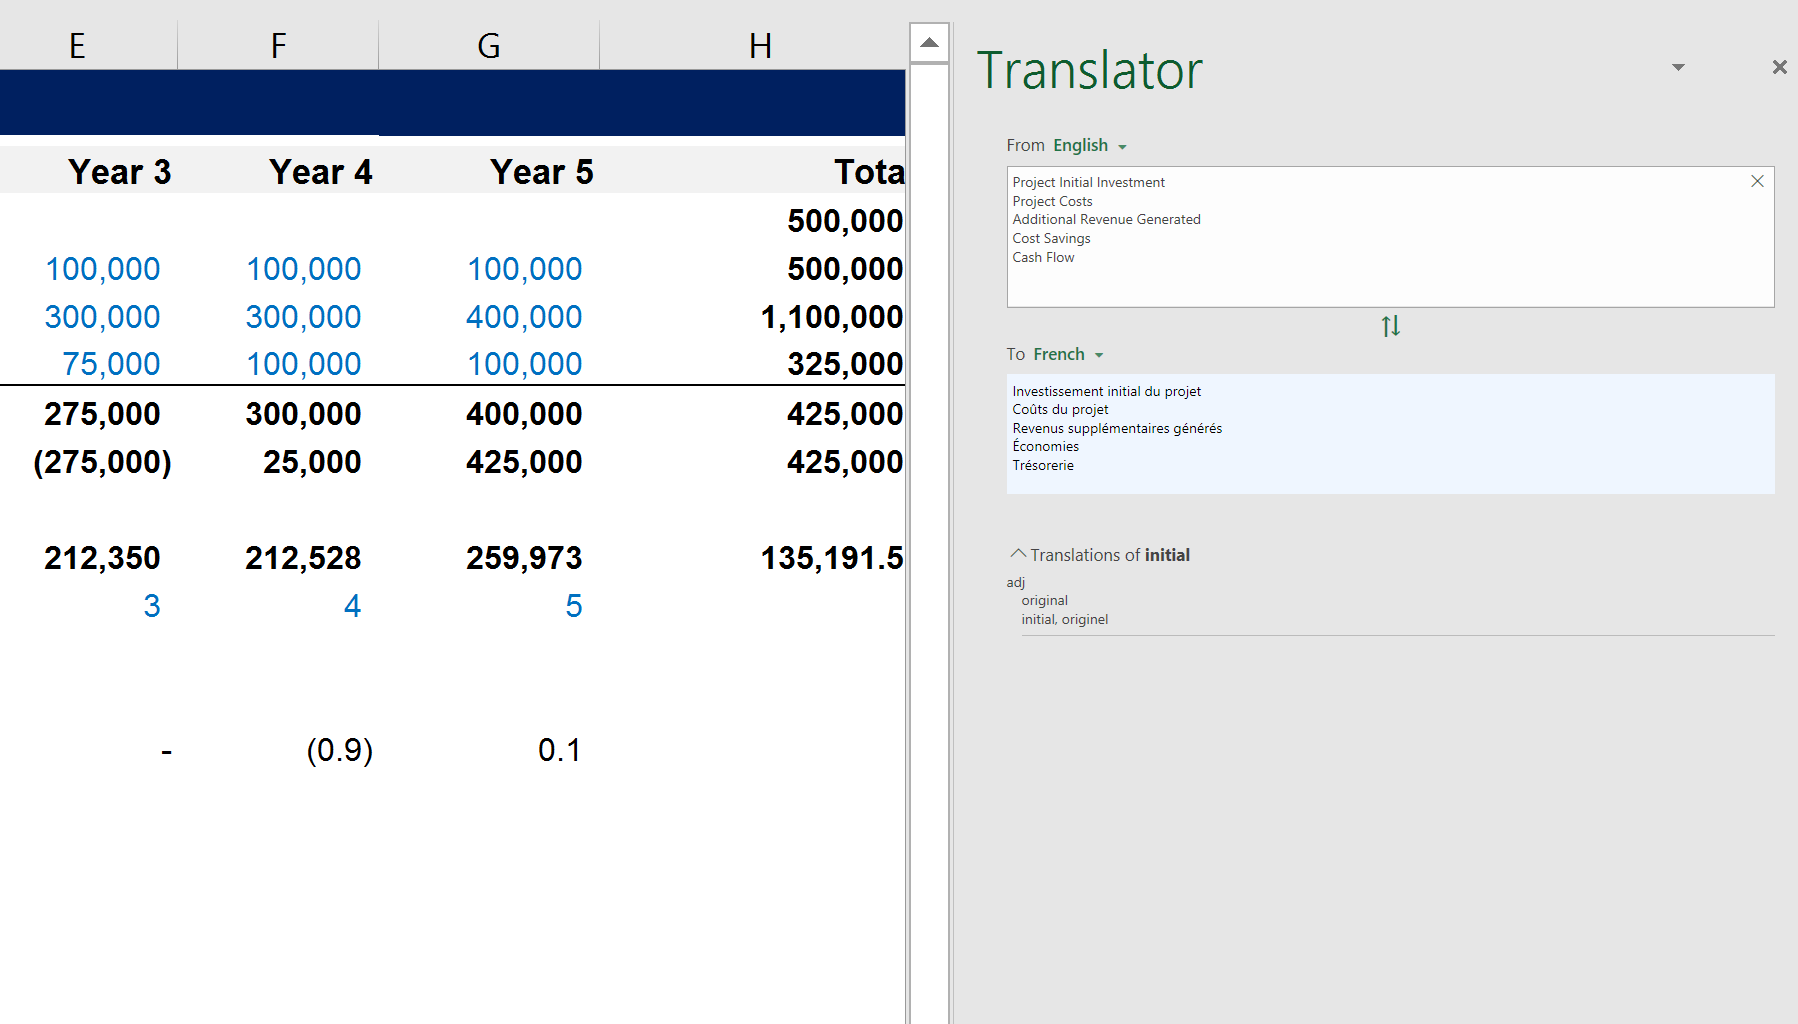 E F G H
Year 3 Year 4 Year 5 Tota
500,000
100,000 100,000 100,000 500,000
300,000 300,000 400,000 1,100,000
75,000 100,000 100,000 325,000
275,000 300,000 400,000 425,000
(275,000) 25,000 425,000 425,000
212,350 212,528 259,973 135,191.5
3 4 5
- (0.9) 0.1
Translator
From English
Project Initial Investment
Project Costs
Additional Revenue Generated
Cost Savings
Cash Flow
To French
Investissement initial du projet
Coûts du projet
Revenus supplémentaires générés
Économies
Trésorerie
Translations of initial
adj
original
initial, originel